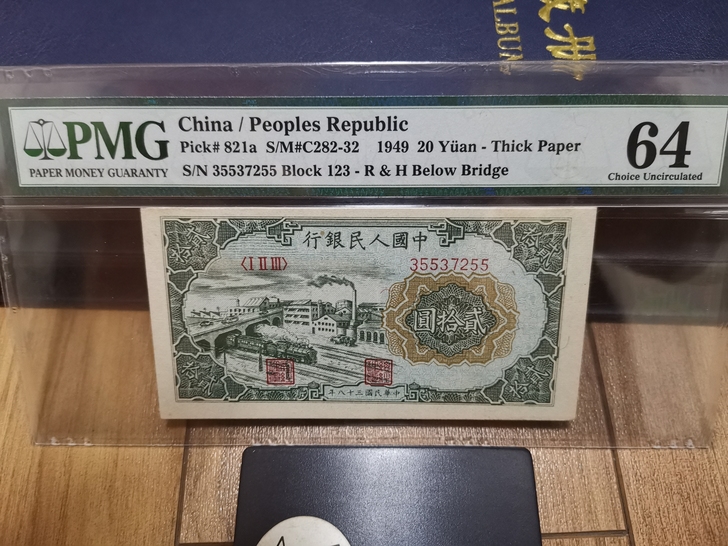 ALBUM
PMG
PAPER MONEY GUARANTY
China / Peoples Republic
Pick# 821a S/M#C282-32 1949 20 Yüan - Thick Paper
S/N 35537255 Block 123 - R & H Below Bridge
64
Choice Uncirculated
行銀民人國中
〈I II III〉
35537255
圓拾貳
年八十三國民華中